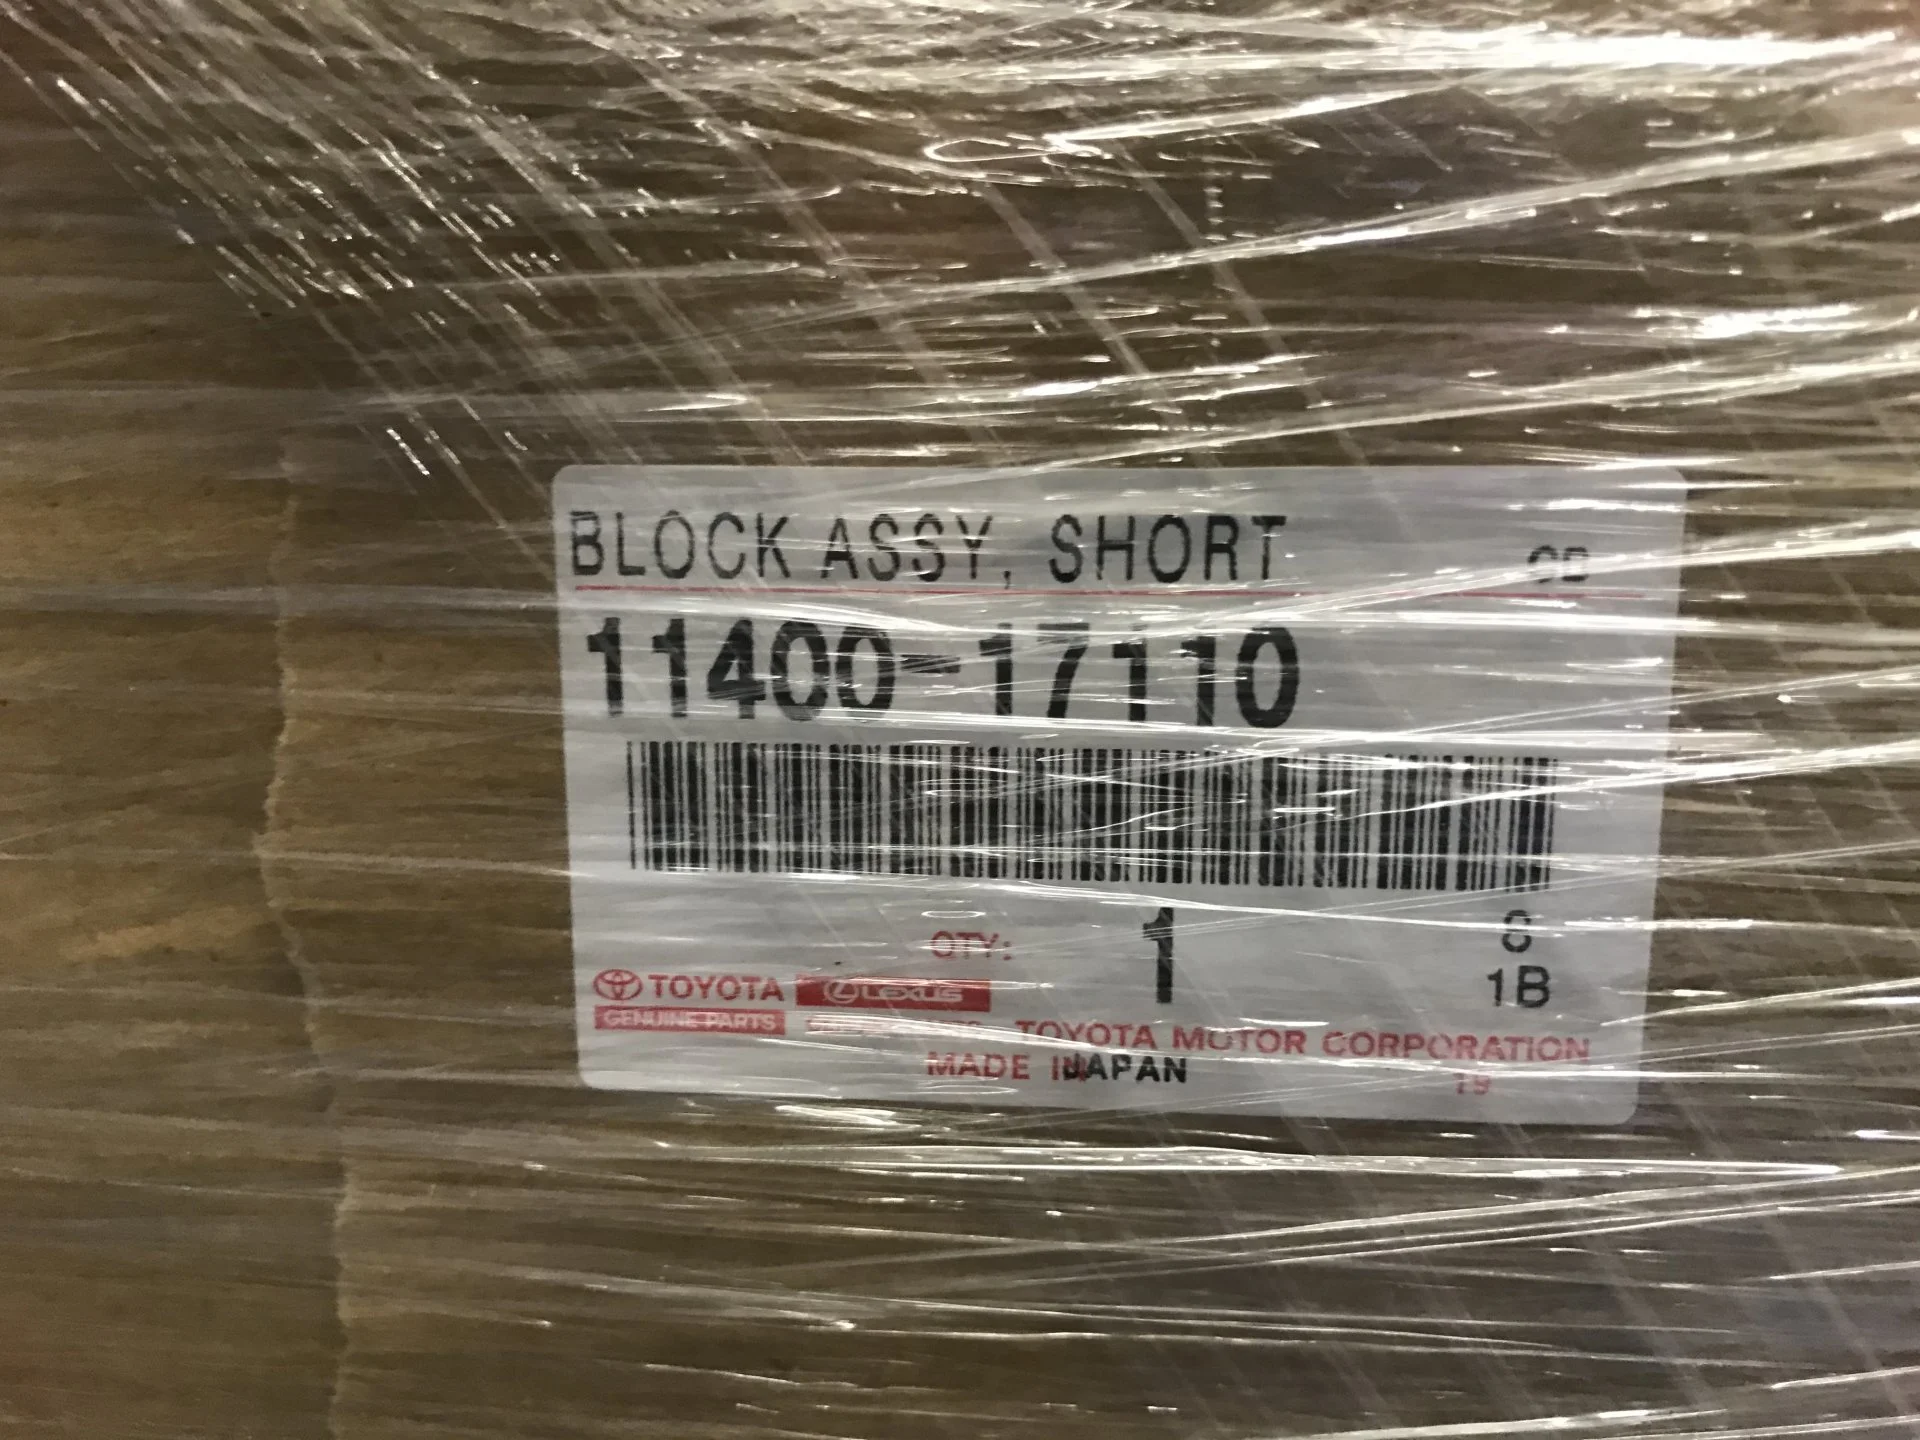 BLOCK ASSY, SHORT
11400-17110
QTY: 1
1B
TOYOTA LEXUS
GENUINE PARTS
TOYOTA MOTOR CORPORATION
MADE IN JAPAN
19